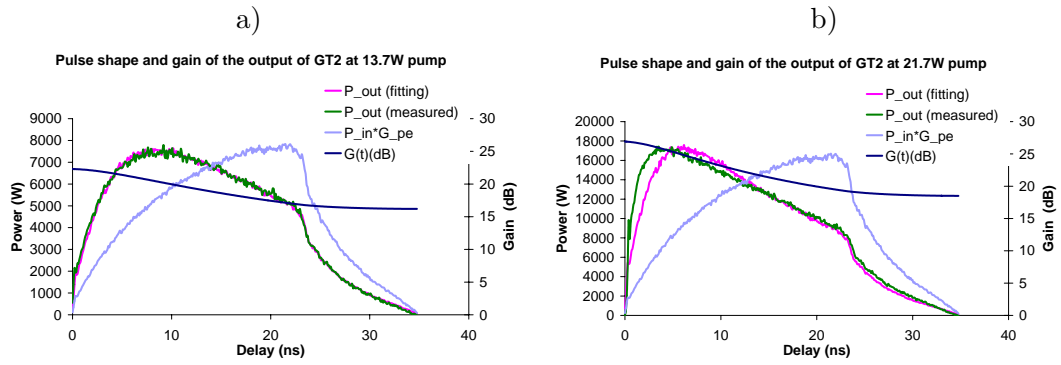 a)
Pulse shape and gain of the output of GT2 at 13.7W pump
P_out (fitting)
P_out (measured)
P_in*G_pe
G(t)(dB)
9000
8000
7000
6000
5000
4000
3000
2000
1000
0
Power (W)
30
25
20
15
10
5
0
Gain (dB)
0 10 20 30 40
Delay (ns)
b)
Pulse shape and gain of the output of GT2 at 21.7W pump
P_out (fitting)
P_out (measured)
P_in*G_pe
G(t)(dB)
20000
18000
16000
14000
12000
10000
8000
6000
4000
2000
0
Power (W)
30
25
20
15
10
5
0
Gain (dB)
0 10 20 30 40
Delay (ns)